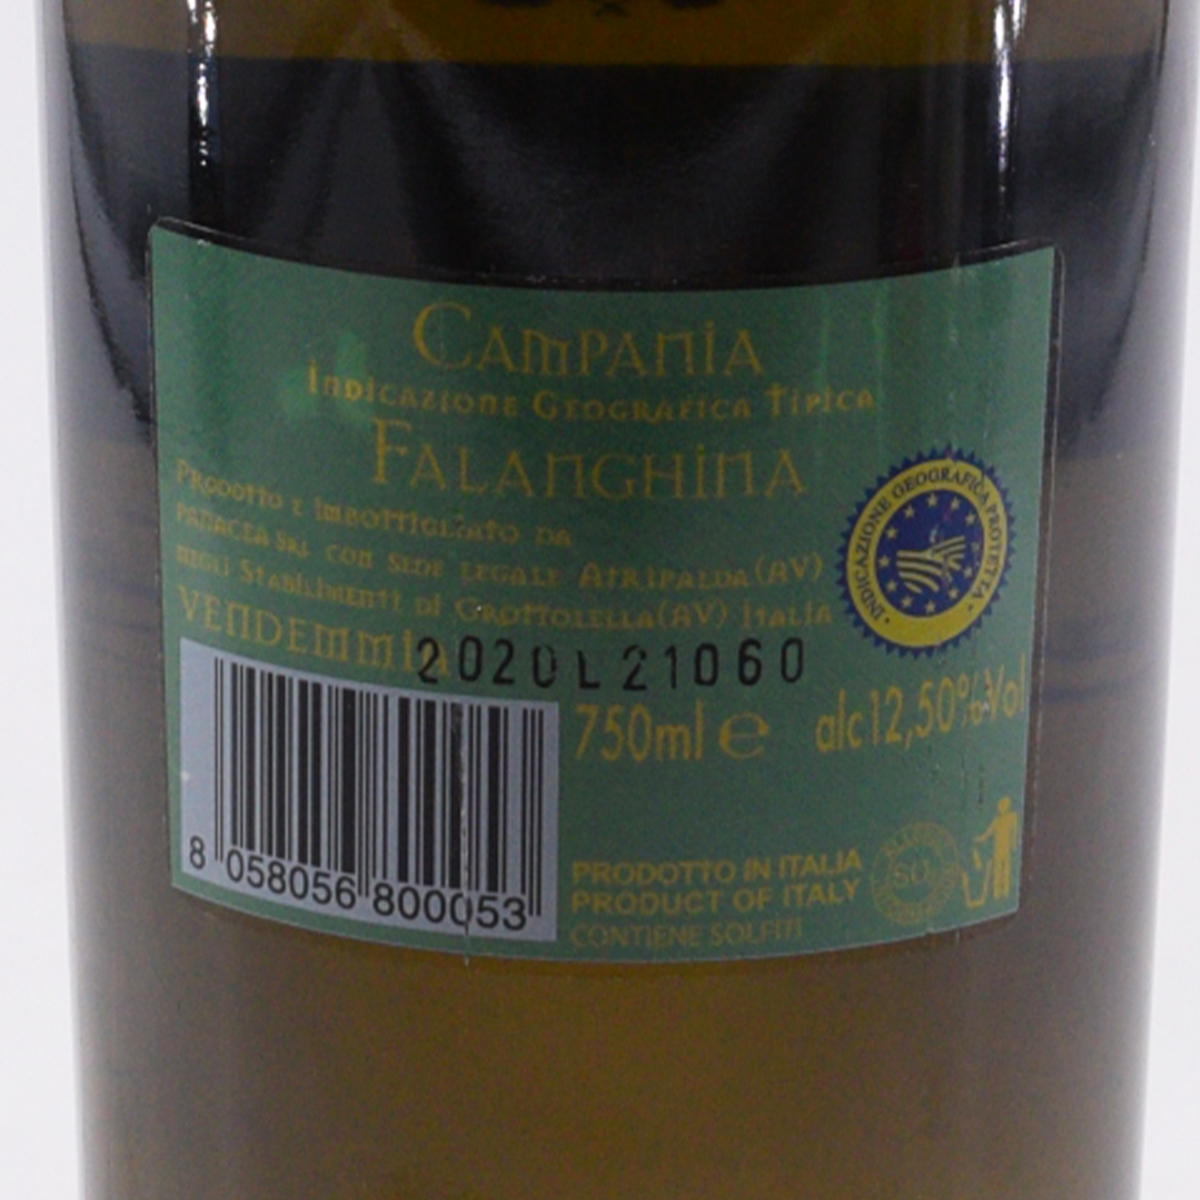 Campania
Indicazione Geografica Tipica
Falanghina
Prodotto e imbottigliato da
Panacea Srl con sede legale Atripalda (AV)
negli Stabilimenti di Grottolella (AV) Italia
INDICAZIONE GEOGRAFICA PROTETTA
VENDEMMIA 2020 L 21060
750ml e alc 12,50% Vol
8 058056 800053
PRODOTTO IN ITALIA
PRODUCT OF ITALY
CONTIENE SOLFITI